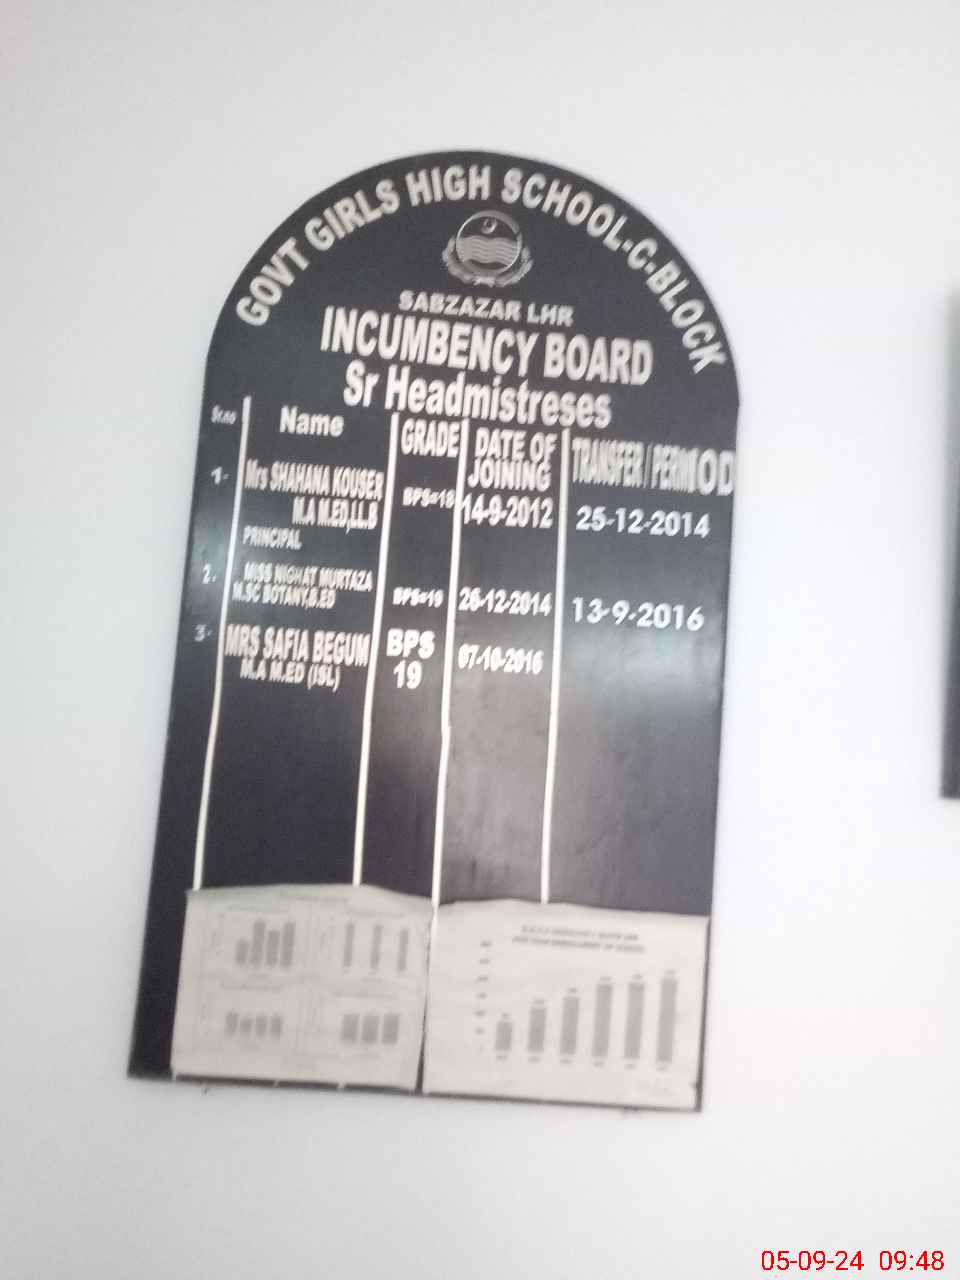 GOVT GIRLS HIGH SCHOOL-C-BLOCK
SABZAZAR LHR
INCUMBENCY BOARD
Sr Headmistreses
Sr.no Name GRADE DATE OF JOINING TRANSFER / PERMIOD
1- Mrs SHAHANA KOUSER BPS=18 14-9-2012 25-12-2014
M.A M.ED,LL.B
PRINCIPAL
2. MISS NIGHAT MURTAZA BPS=19 26-12-2014 13-9-2016
M.SC BOTANY,B.ED
3- MRS SAFIA BEGUM BPS 19 07-10-2016
M.A M.ED (ISL)
05-09-24 09:48